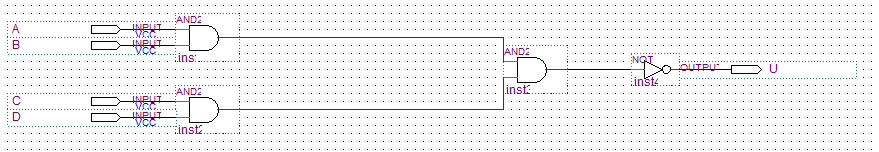 AND2
A INPUT
VCC
B INPUT
VCC
inst
AND2
inst3
NOT
inst4
OUTPUT
U
AND2
C INPUT
VCC
D INPUT
VCC
inst2